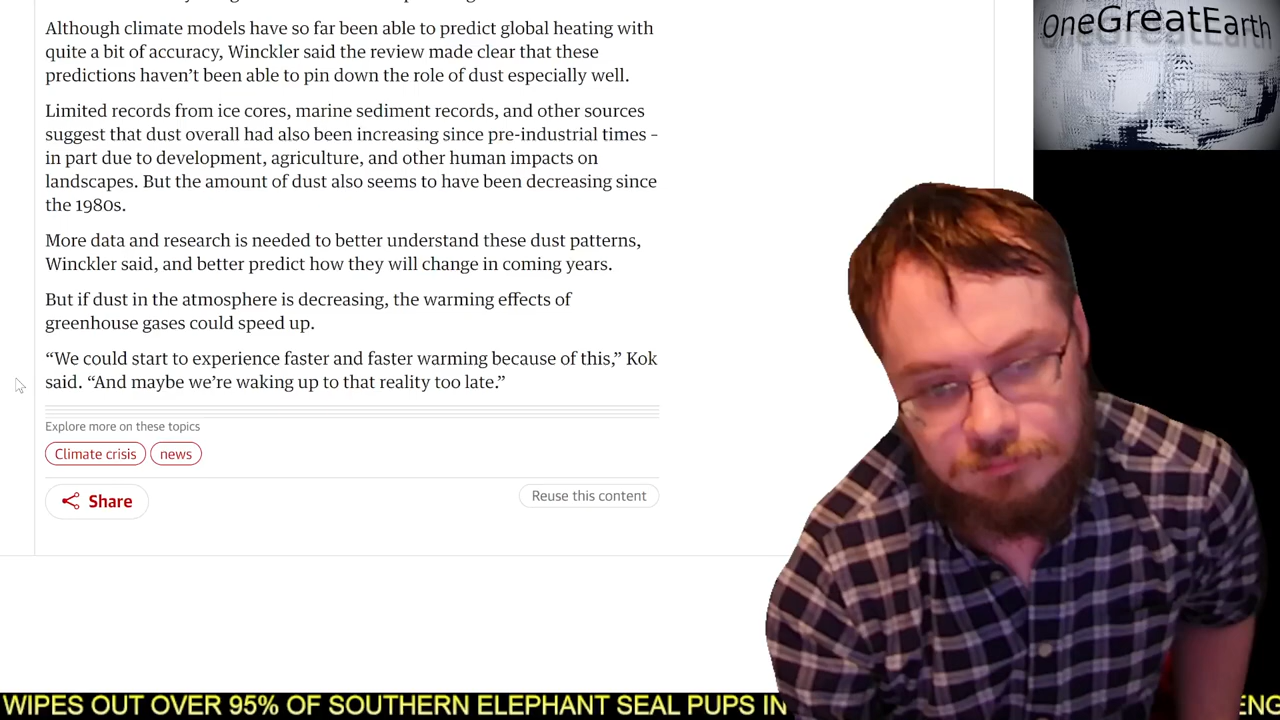 Although climate models have so far been able to predict global heating with
quite a bit of accuracy, Winckler said the review made clear that these
predictions haven’t been able to pin down the role of dust especially well.
Limited records from ice cores, marine sediment records, and other sources
suggest that dust overall had also been increasing since pre-industrial times –
in part due to development, agriculture, and other human impacts on
landscapes. But the amount of dust also seems to have been decreasing since
the 1980s.
More data and research is needed to better understand these dust patterns,
Winckler said, and better predict how they will change in coming years.
But if dust in the atmosphere is decreasing, the warming effects of
greenhouse gases could speed up.
“We could start to experience faster and faster warming because of this,” Kok
said. “And maybe we’re waking up to that reality too late.”
Explore more on these topics
Climate crisis
news
Share
Reuse this content
OneGreatEarth
WIPES OUT OVER 95% OF SOUTHERN ELEPHANT SEAL PUPS IN